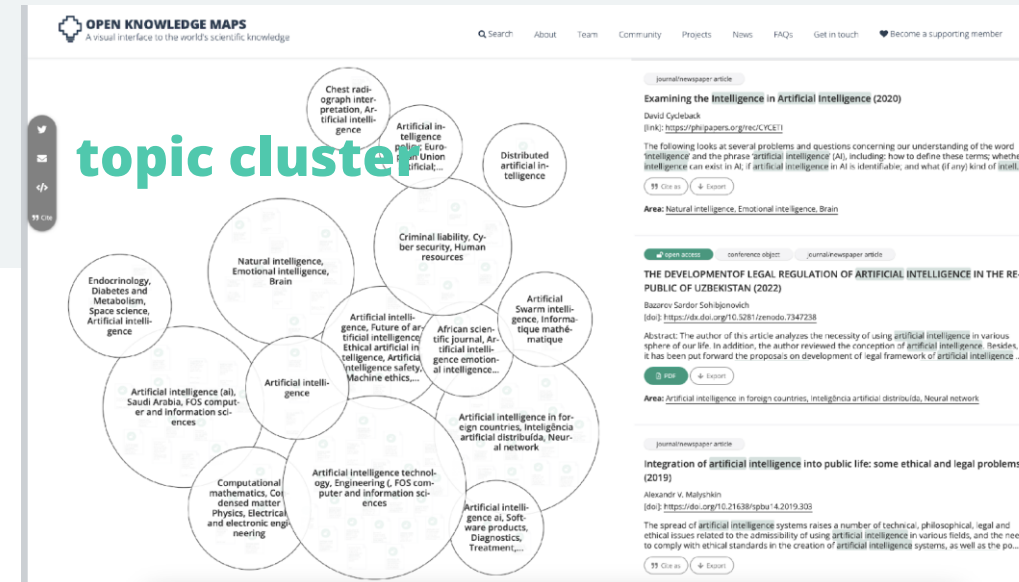 OPEN KNOWLEDGE MAPS
A visual interface to the world's scientific knowledge
Search About Team Community Projects News FAQs Get in touch Become a supporting member
topic cluster
Cite
Chest radi-
ograph inter-
pretation, Ar-
tificial intelli-
gence
Artificial in-
telligence
policy; Euro-
pean Union
artificial;...
Distributed
artificial in-
telligence
Criminal liability, Cy-
ber security, Human
resources
Natural intelligence,
Emotional intelligence,
Brain
Endocrinology,
Diabetes and
Metabolism,
Space science,
Artificial intelli-
gence
Artificial
Swarm intelli-
gence, Informa-
tique mathé-
matique
Artificial intelli-
gence, Future of ar-
tificial intelligence
Ethical artificial in-
telligence, Artificia
intelligence safety,
Machine ethics,...
African scien-
tific journal, Ar-
tificial intelli-
gence emotion-
al intelligence...
Artificial intelli-
gence
Artificial intelligence (ai),
Saudi Arabia, FOS comput-
er and information sci-
ences
Artificial intelligence in for-
eign countries, Inteligência
artificial distribuída, Neur-
al network
Artificial intelligence technol-
ogy, Engineering (, FOS com-
puter and information sci-
ences
Computational
mathematics, Con
densed matter
Physics, Electrical
and electronic engi-
neering
Artificial intelli-
gence ai, Soft-
ware products,
Diagnostics,
Treatment,...
journal/newspaper article
Examining the Intelligence in Artificial Intelligence (2020)
David Cycleback
[link]: https://philpapers.org/rec/CYCETI
The following looks at several problems and questions concerning our understanding of the word
'intelligence' and the phrase 'artificial intelligence' (AI), including: how to define these terms; whether
intelligence can exist in AI; if artificial intelligence in AI is identifiable; and what (if any) kind of intell.
Cite as Export
Area: Natural intelligence, Emotional intelligence, Brain
open access conference object journal/newspaper article
THE DEVELOPMENTOF LEGAL REGULATION OF ARTIFICIAL INTELLIGENCE IN THE RE-
PUBLIC OF UZBEKISTAN (2022)
Bazarov Sardor Sohibjonovich
[doi]: https://dx.doi.org/10.5281/zenodo.7347238
Abstract: The author of this article analyzes the necessity of using artificial intelligence in various
sphere of our life. In addition, the author reviewed the conception of artificial intelligence. Besides,
it has been put forward the proposals on development of legal framework of artificial intelligence ...
PDF Export
Area: Artificial intelligence in foreign countries, Inteligência artificial distribuída, Neural network
journal/newspaper article
Integration of artificial intelligence into public life: some ethical and legal problems
(2019)
Alexandr V. Malyshkin
[doi]: https://doi.org/10.21638/spbu14.2019.303
The spread of artificial intelligence systems raises a number of technical, philosophical, legal and
ethical issues related to the admissibility of using artificial intelligence in various fields, and the nee
to comply with ethical standards in the creation of artificial intelligence systems, as well as the po...
Cite as Export